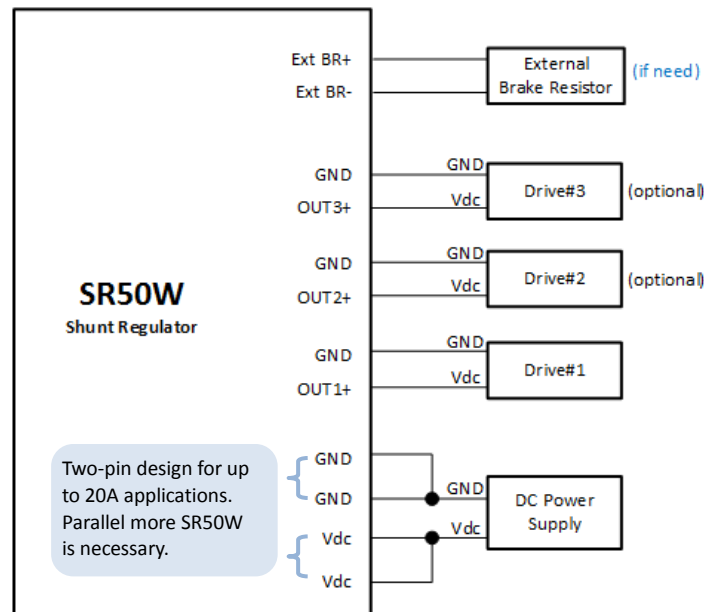 Ext BR+
Ext BR-
External
Brake Resistor
(if need)
GND
OUT3+
GND
Vdc
Drive#3
(optional)
GND
OUT2+
GND
Vdc
Drive#2
(optional)
SR50W
Shunt Regulator
GND
OUT1+
GND
Vdc
Drive#1
Two-pin design for up
to 20A applications.
Parallel more SR50W
is necessary.
GND
GND
Vdc
Vdc
GND
Vdc
DC Power
Supply